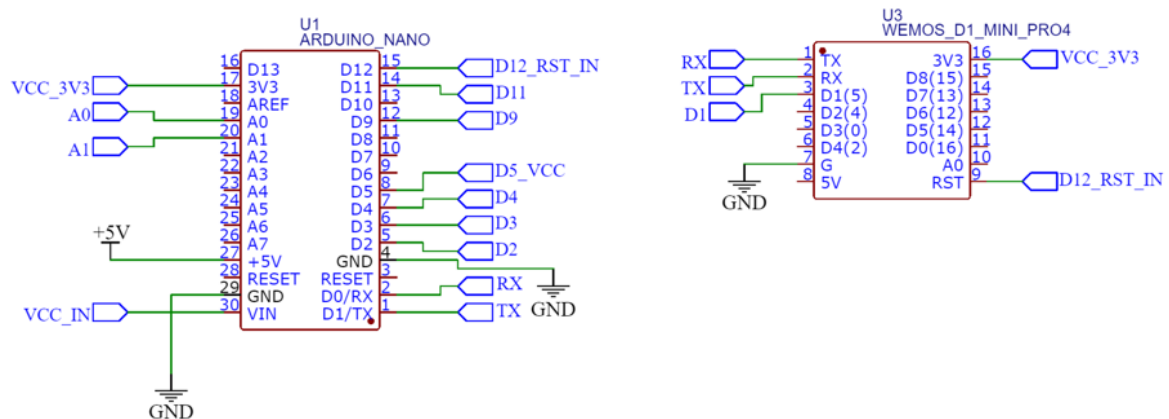 U1
ARDUINO_NANO
16 D13 D12 15 D12_RST_IN
VCC_3V3 17 3V3 D11 14 D11
18 AREF D10 13
A0 19 A0 D9 12 D9
A1 20 A1 D8 11
21 A2 D7 10
22 A3 D6 9
23 A4 D5 8 D5_VCC
24 A5 D4 7 D4
25 A6 D3 6 D3
26 A7 D2 5 D2
+5V 27 +5V GND 4 GND
28 RESET RESET 3
29 GND D0/RX 2 RX
VCC_IN 30 VIN D1/TX 1 TX
GND
U3
WEMOS_D1_MINI_PRO4
RX 1 TX 3V3 16 VCC_3V3
TX 2 RX D8(15) 15
D1 3 D1(5) D7(13) 14
4 D2(4) D6(12) 13
5 D3(0) D5(14) 12
6 D4(2) D0(16) 11
7 G A0 10
8 5V RST 9 D12_RST_IN
GND